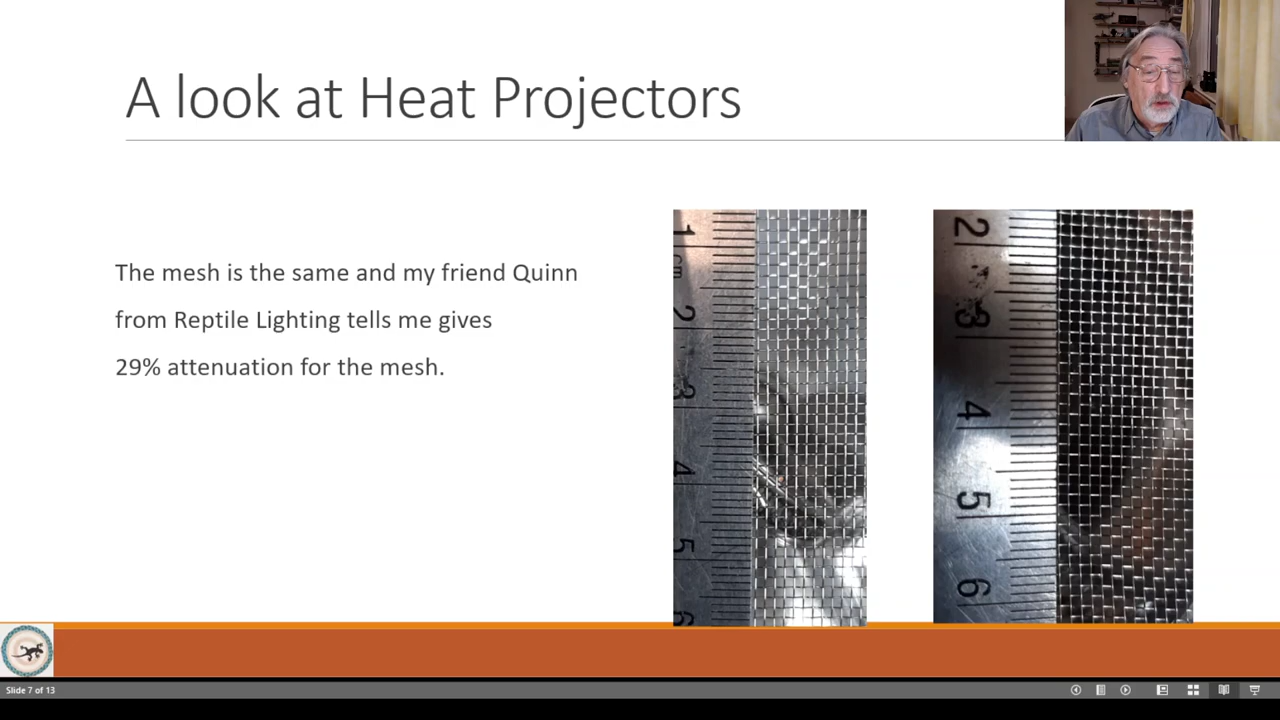 A look at Heat Projectors
The mesh is the same and my friend Quinn
from Reptile Lighting tells me gives
29% attenuation for the mesh.
1
cm
2
3
4
5
6
2
3
4
5
6
Slide 7 of 13